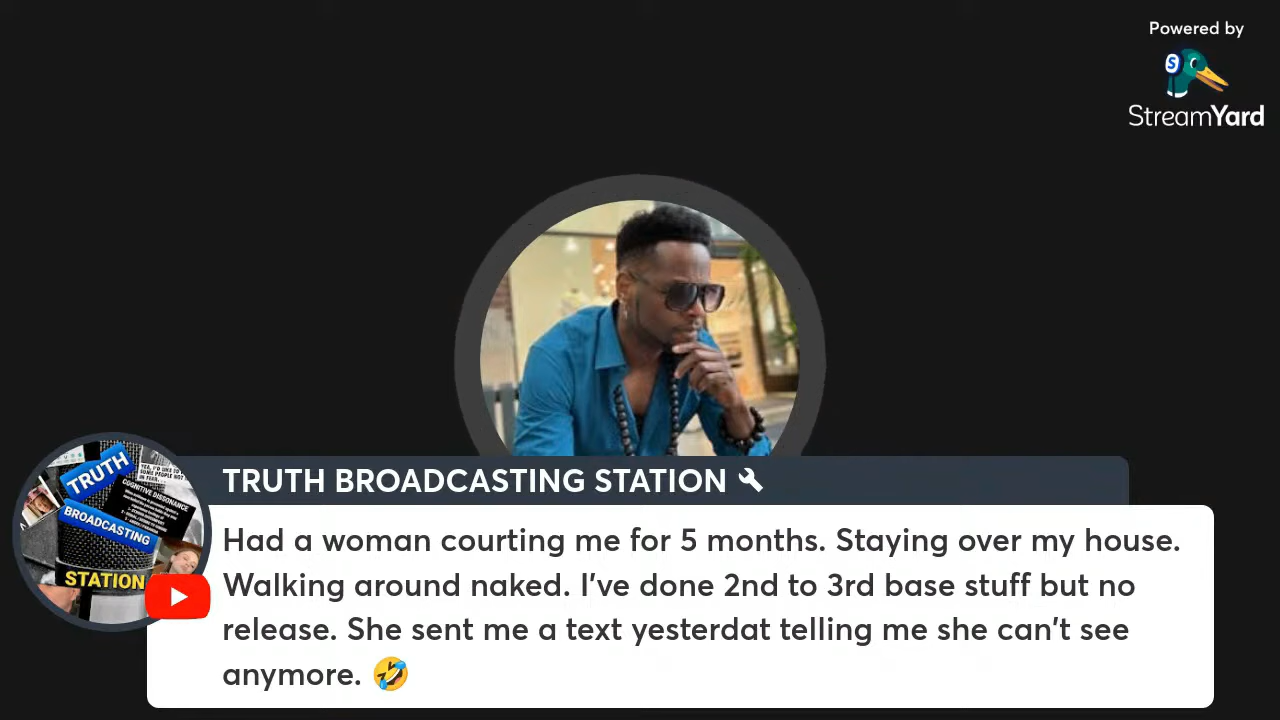 Powered by
S
StreamYard
TRUTH
COGNITIVE DISSONANCE
BROADCASTING
STATION
TRUTH BROADCASTING STATION
Had a woman courting me for 5 months. Staying over my house.
Walking around naked. I've done 2nd to 3rd base stuff but no
release. She sent me a text yesterdat telling me she can't see
anymore. 🤣